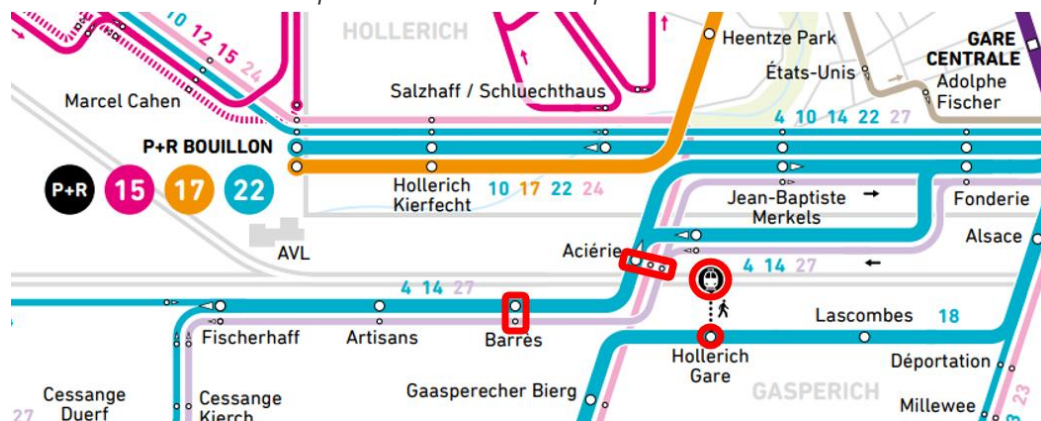 10 12 15 24
HOLLERICH
Heentze Park
GARE
CENTRALE
États-Unis
Adolphe
Fischer
Marcel Cahen
Salzhaff / Schluechthaus
4 10 14 22 27
P+R BOUILLON
P+R 15 17 22
Hollerich
Kierfecht
10 17 22 24
Jean-Baptiste
Merkels
Fonderie
AVL
Aciérie
Alsace
4 14 27
4 14 27
Fischerhaff
Artisans
Barrès
Lascombes
18
Hollerich
Gare
Déportation
Gaasperecher Bierg
GASPERICH
Cessange
Duerf
Cessange
Kierch
Millewee
27
23